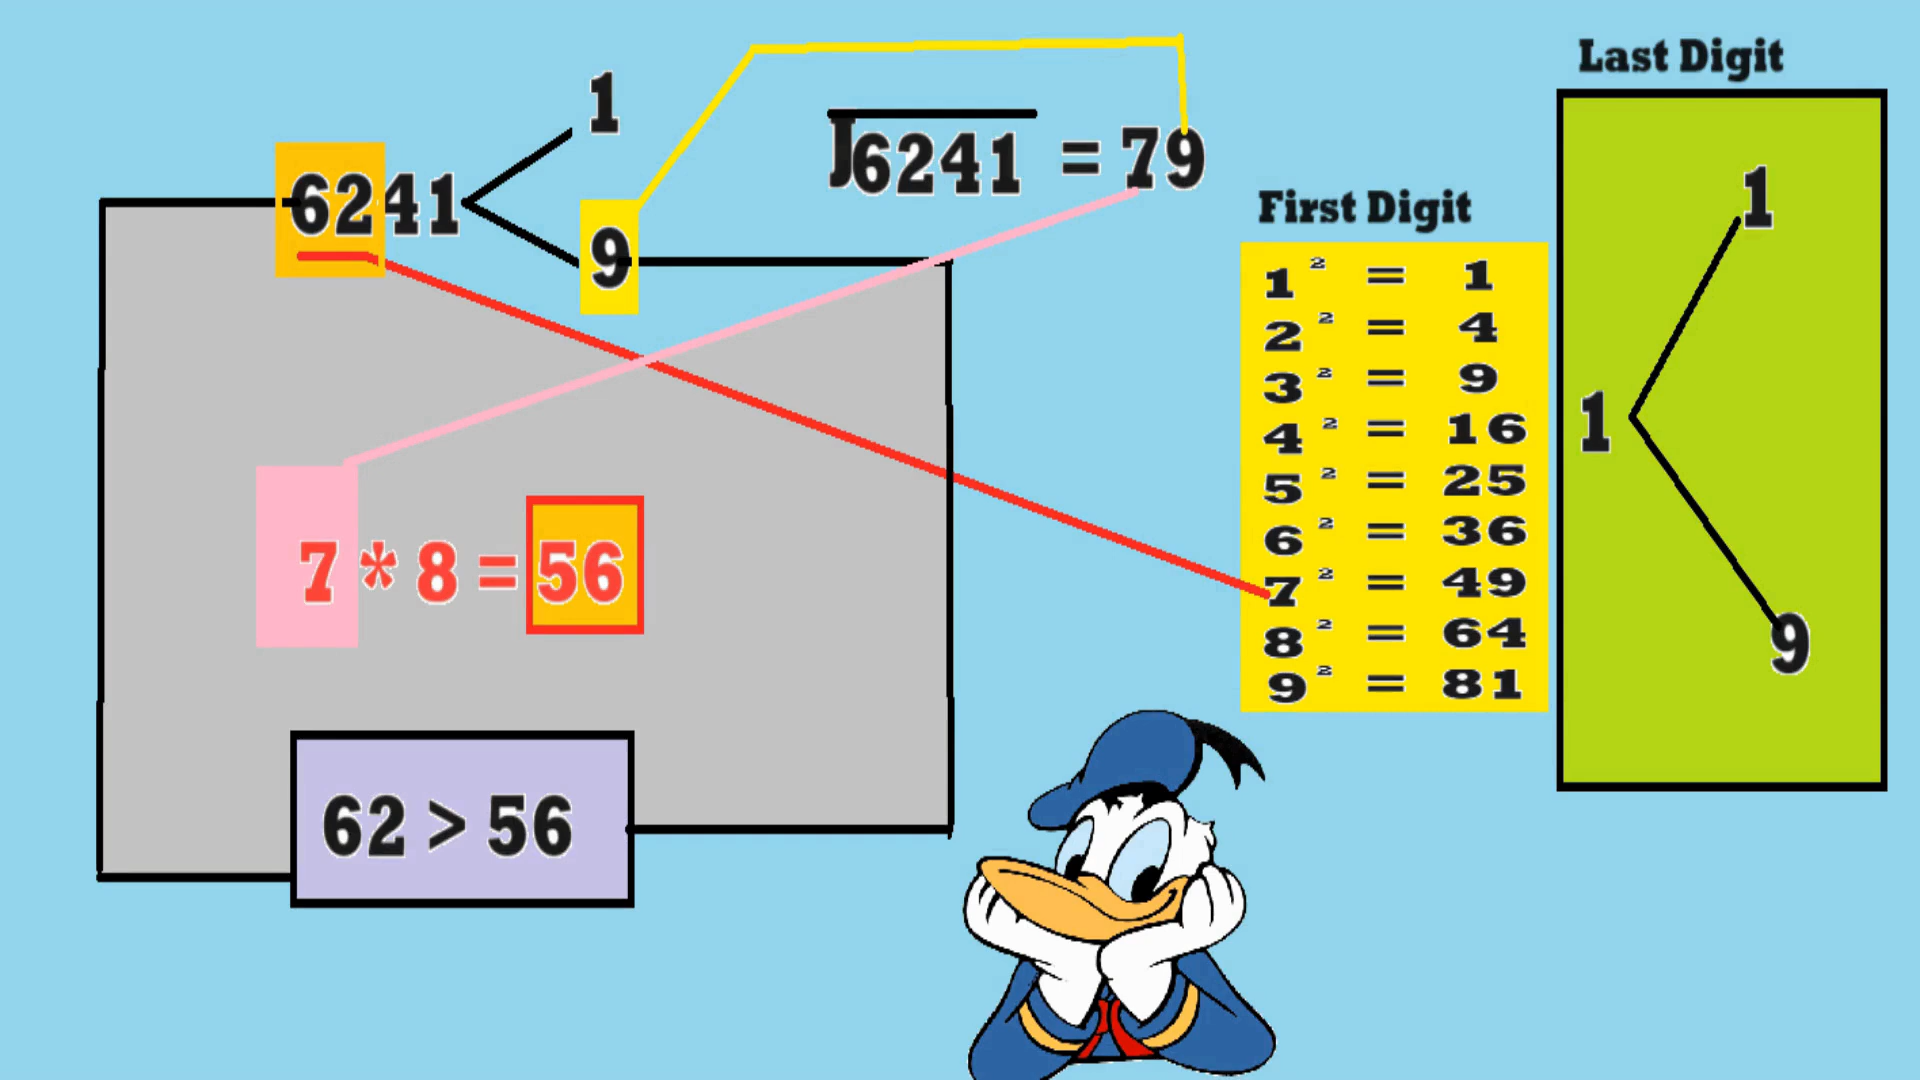 6241
1
9
√6241 = 79
7 * 8 = 56
62 > 56
First Digit
1² = 1
2² = 4
3² = 9
4² = 16
5² = 25
6² = 36
7² = 49
8² = 64
9² = 81
Last Digit
1
1
9